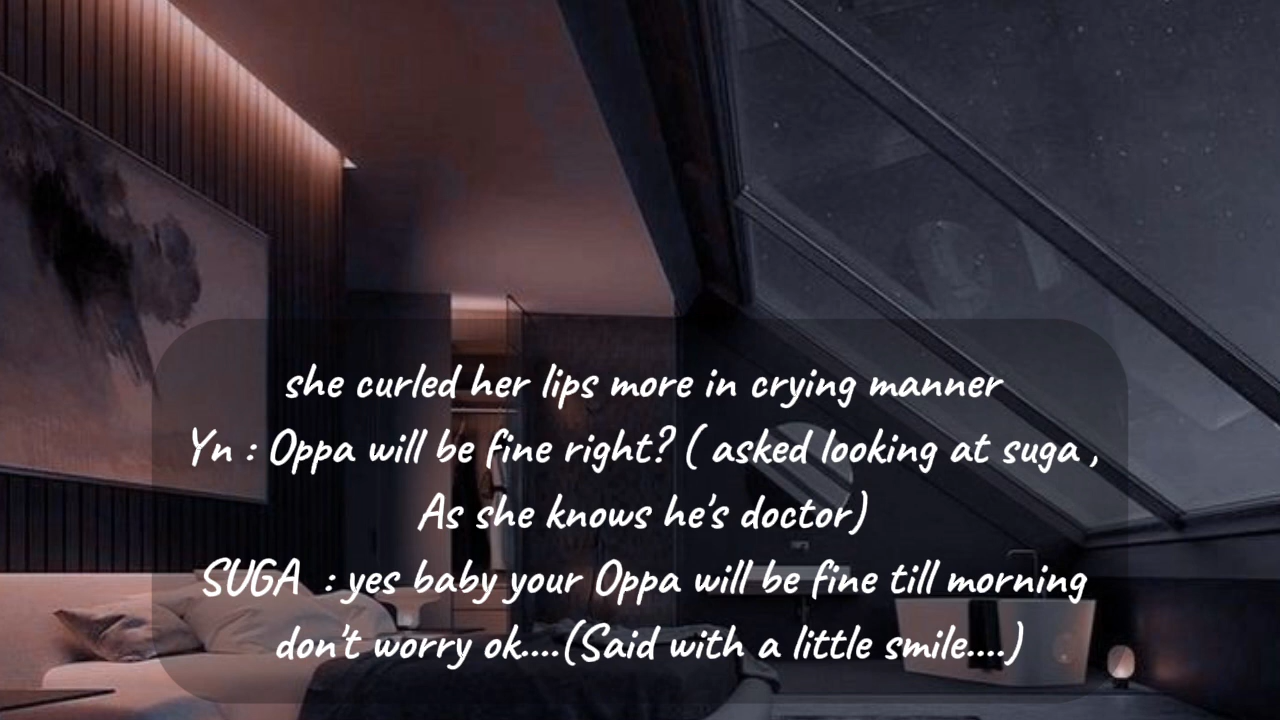 she curled her lips more in crying manner
Yn : Oppa will be fine right? ( asked looking at suga ,
As she knows he's doctor)
SUGA : yes baby your Oppa will be fine till morning
don't worry ok....(Said with a little smile....)